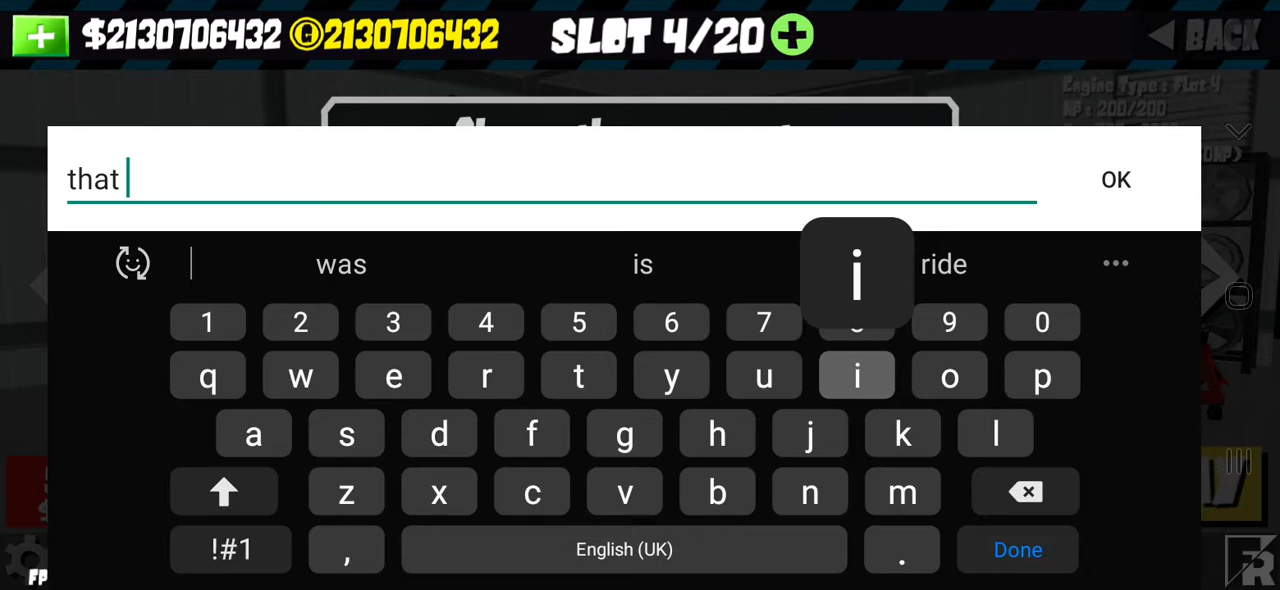 $2130706432 2130706432 SLOT 4/20 BACK
Engine Type : Flat 4
HP : 200/200
that
OK
was is ride
i
1 2 3 4 5 6 7 9 0
q w e r t y u i o p
a s d f g h j k l
z x c v b n m
!#1 , English (UK) . Done
FP
FR